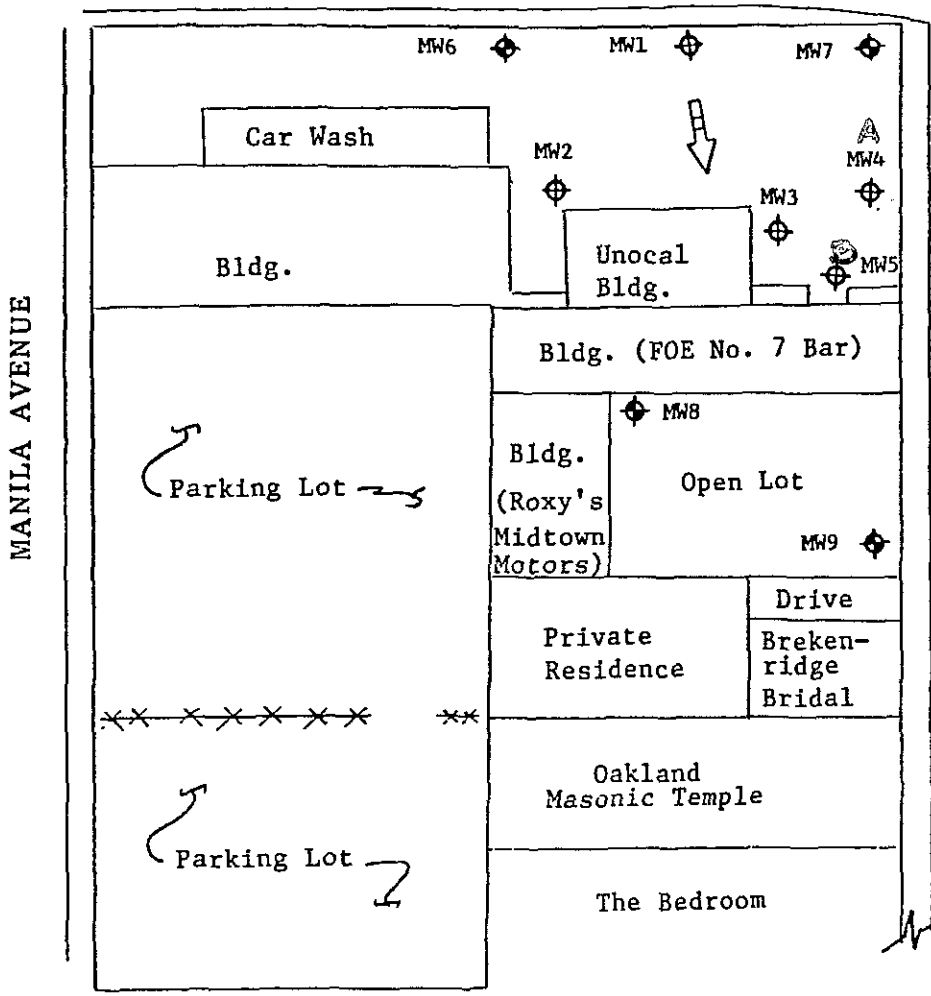 MW6
MW1
MW7
Car Wash
MW2
A
MW4
MW3
Bldg.
Unocal
Bldg.
MW5
MANILA AVENUE
Bldg. (FOE No. 7 Bar)
MW8
Bldg.
(Roxy's
Midtown
Motors)
Open Lot
Parking Lot
MW9
Drive
Private
Residence
Breken-
ridge
Bridal
Oakland
Masonic Temple
Parking Lot
The Bedroom